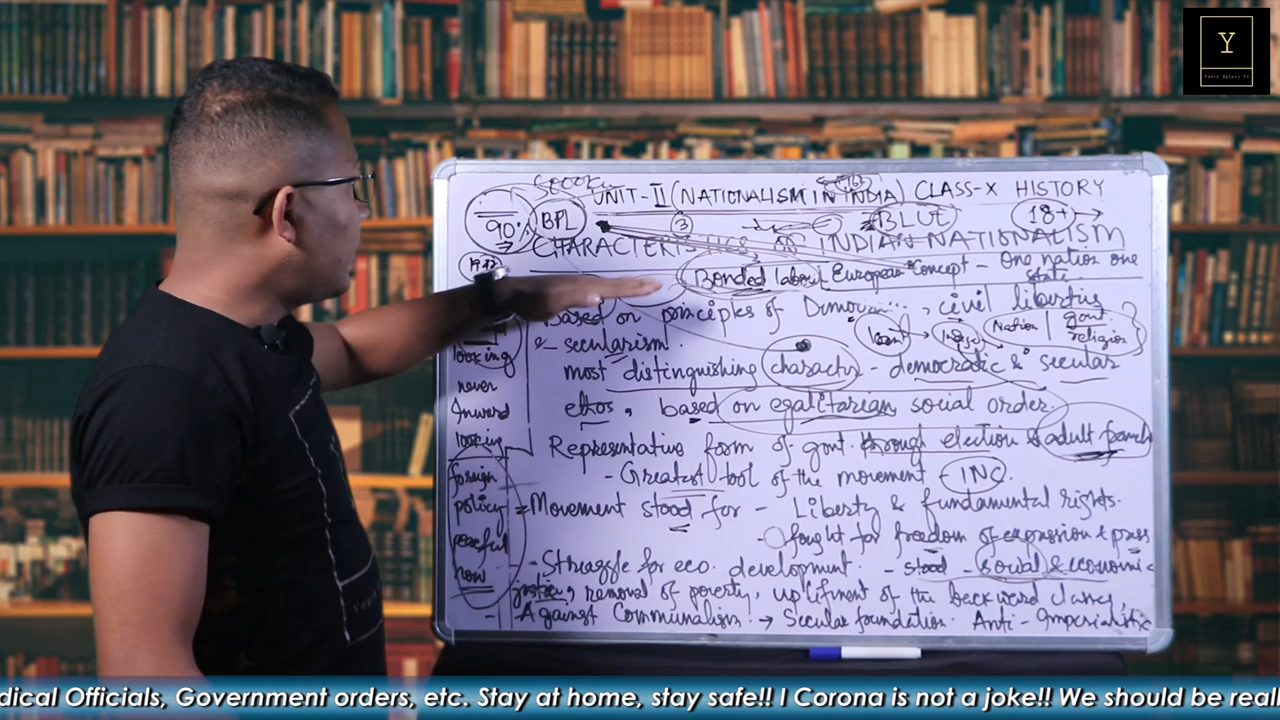 Y
UNIT-II (NATIONALISM IN INDIA) CLASS-X HISTORY
90%
BPL
3
BLUE
18+ →
CHARACTERISTICS OF INDIAN NATIONALISM
Bonded labour European Concept - One nation one state.
Based on principles of , civil liberties
Nation | govt. religion
& secularism.
most distinguishing character - democratic & secular
ethos, based on egalitarian social order.
Representative form of govt. through election & adult
- Greatest tool of the movement - INC.
= Movement stood for - Liberty & fundamental rights.
- fought for freedom of expression & press
- Struggle for eco. development. - stood - social & economic
justice, removal of poverty, upliftment of the backward classes,
- Against Communalism → Secular foundation. Anti-Imperialistic
looking
never
Inward
looking
foreign
policy
peaceful
now
dical Officials, Government orders, etc. Stay at home, stay safe!! I Corona is not a joke!! We should be real